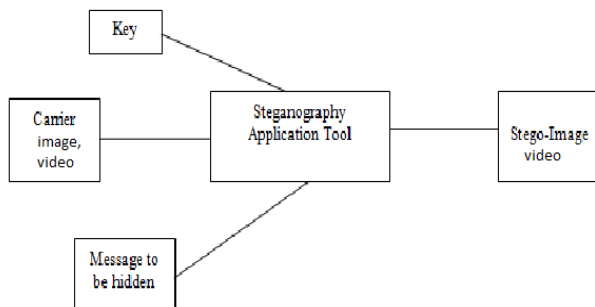 Key
Carrier
image,
video
Steganography
Application Tool
Stego-Image
video
Message to
be hidden